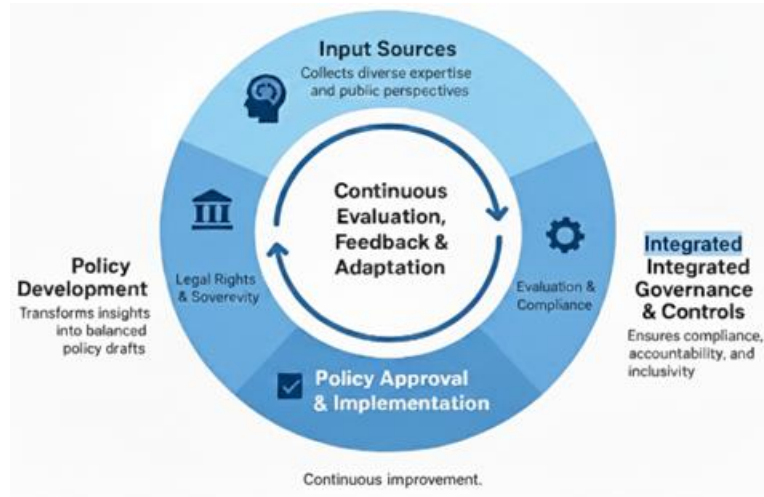 Input Sources
Collects diverse expertise
and public perspectives
Continuous
Evaluation,
Feedback &
Adaptation
Legal Rights
& Soverevity
Evaluation &
Compliance
Policy
Development
Transforms insights
into balanced
policy drafts
Integrated
Integrated
Governance
& Controls
Ensures compliance,
accountability, and
inclusivity
Policy Approval
& Implementation
Continuous improvement.